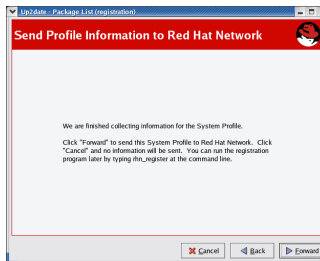 Up2date - Package List (registration)
Send Profile Information to Red Hat Network
We are finished collecting information for the System Profile.
Click "Forward" to send this System Profile to Red Hat Network. Click
"Cancel" and no information will be sent. You can run the registration
program later by typing rhn_register at the command line.
Cancel
Back
Forward